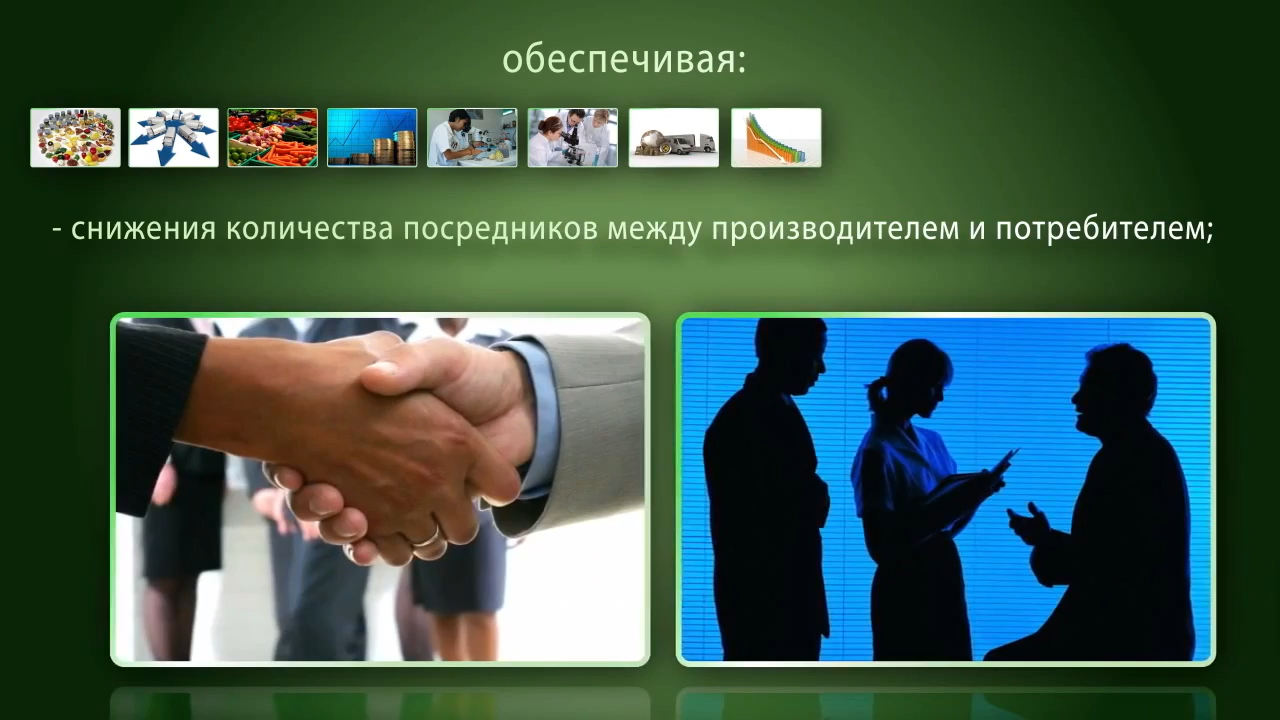 обеспечивая:
- снижения количества посредников между производителем и потребителем;